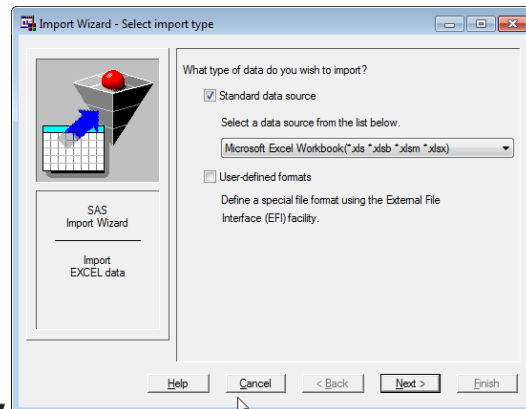 Import Wizard - Select import type
What type of data do you wish to import?
Standard data source
Select a data source from the list below.
Microsoft Excel Workbook(*.xls *.xlsb *.xlsm *.xlsx)
User-defined formats
Define a special file format using the External File
Interface (EFI) facility.
SAS
Import Wizard
Import
EXCEL data
Help
Cancel
< Back
Next >
Finish